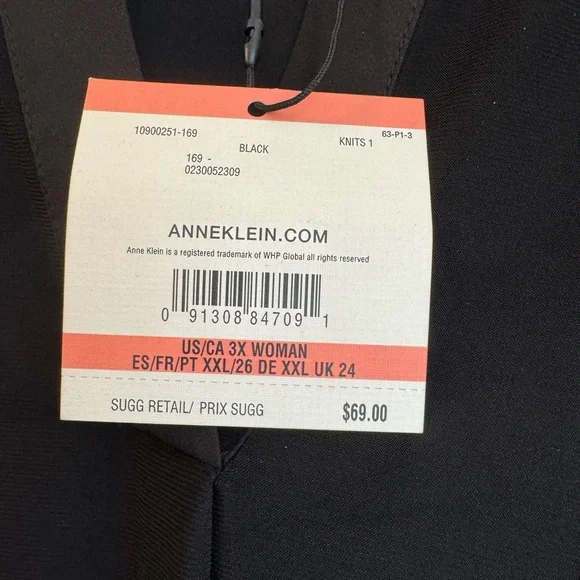 10900251-169
BLACK
KNITS 1
63-P1-3
169 -
0230052309
ANNEKLEIN.COM
Anne Klein is a registered trademark of WHP Global all rights reserved
0 91308 84709 1
US/CA 3X WOMAN
ES/FR/PT XXL/26 DE XXL UK 24
SUGG RETAIL/ PRIX SUGG $69.00